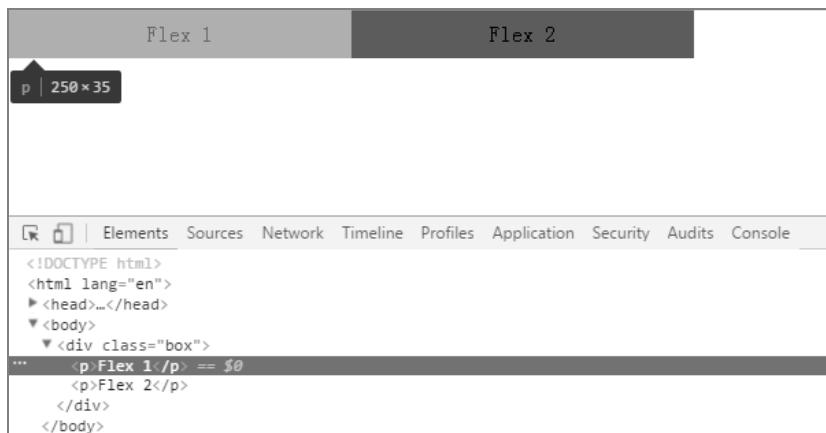 Flex 1 Flex 2
p | 250×35
Elements Sources Network Timeline Profiles Application Security Audits Console
<!DOCTYPE html>
<html lang="en">
▶<head>…</head>
▼<body>
▼<div class="box">
… <p>Flex 1</p> == $0
<p>Flex 2</p>
</div>
</body>